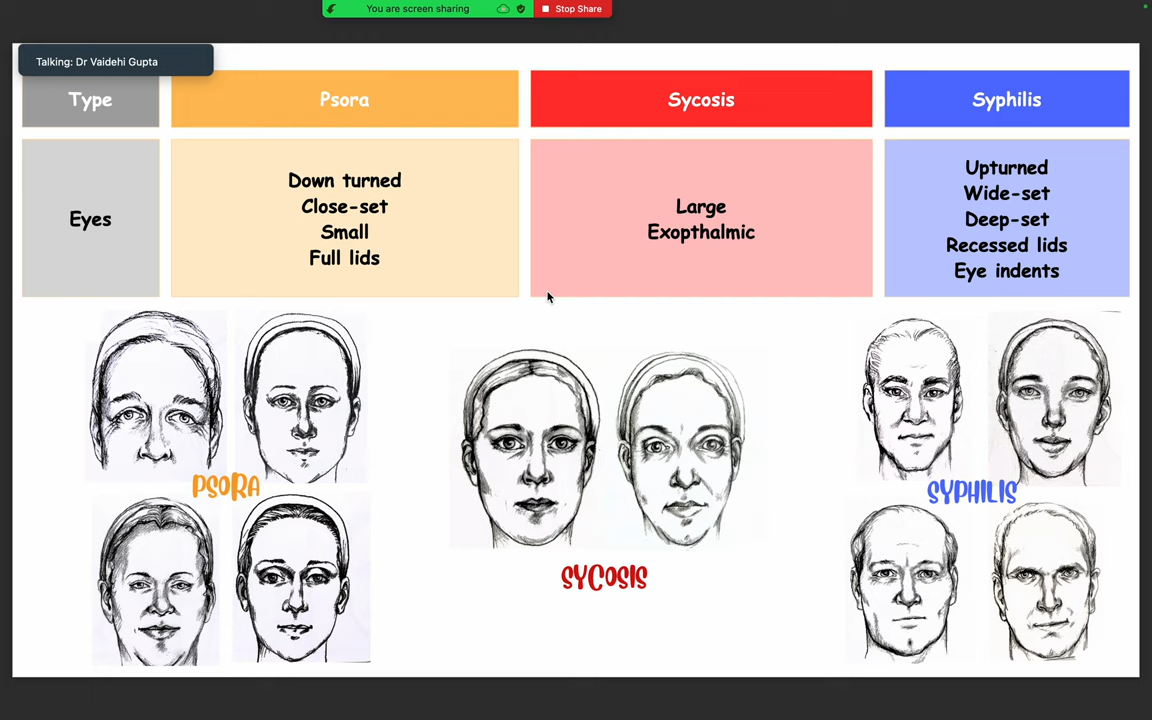 You are screen sharing
Stop Share
Talking: Dr Vaidehi Gupta
Type
Psora
Sycosis
Syphilis
Eyes
Down turned
Close-set
Small
Full lids
Large
Exopthalmic
Upturned
Wide-set
Deep-set
Recessed lids
Eye indents
PSORA
SYCOSIS
SYPHILIS